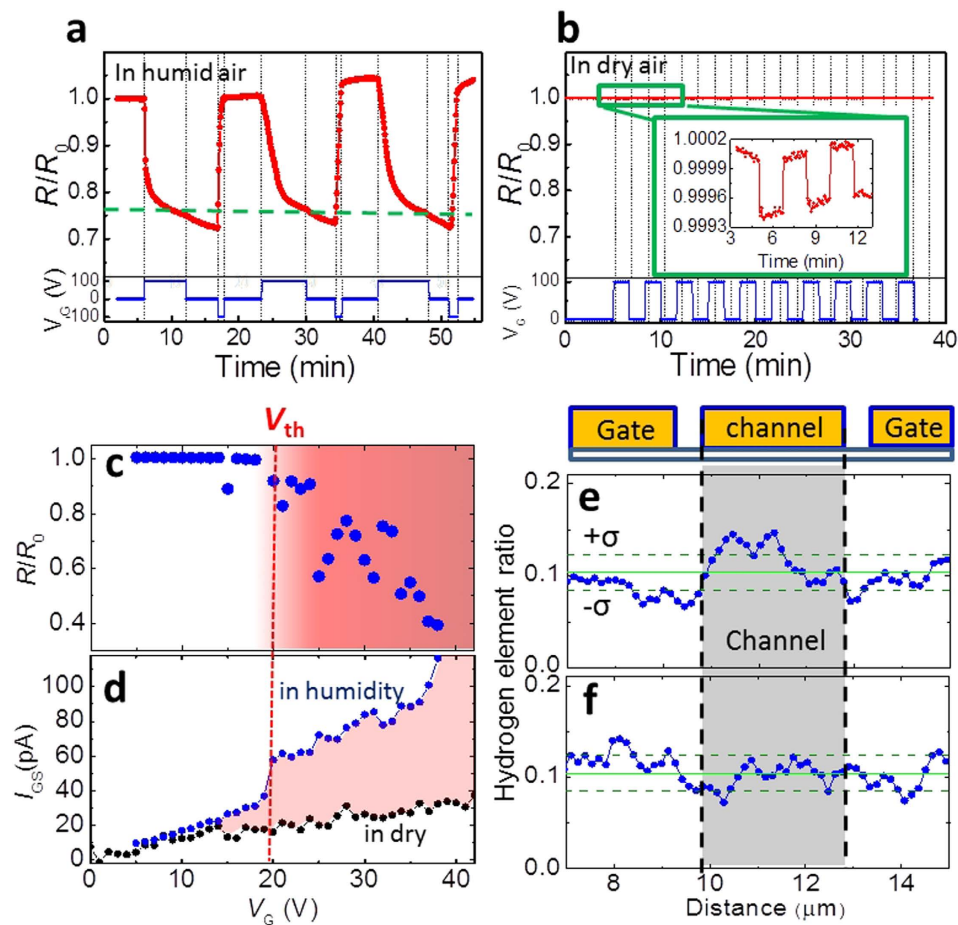 a
In humid air
1.0
0.9
0.8
0.7
R/R0
100
0
-100
VG (V)
0 10 20 30 40 50
Time (min)
b
In dry air
1.0
0.9
0.8
0.7
R/R0
1.0002
0.9999
0.9996
0.9993
3 6 9 12
Time (min)
100
0
VG (V)
0 10 20 30 40
Time (min)
Vth
c
1.0
0.8
0.6
0.4
R/R0
d
in humidity
in dry
100
80
60
40
20
0
IGS(pA)
0 10 20 30 40
VG (V)
Gate channel Gate
e
0.2
0.1
0.0
+σ
-σ
Channel
Hydrogen element ratio
f
0.2
0.1
0.0
8 10 12 14
Distance (μm)